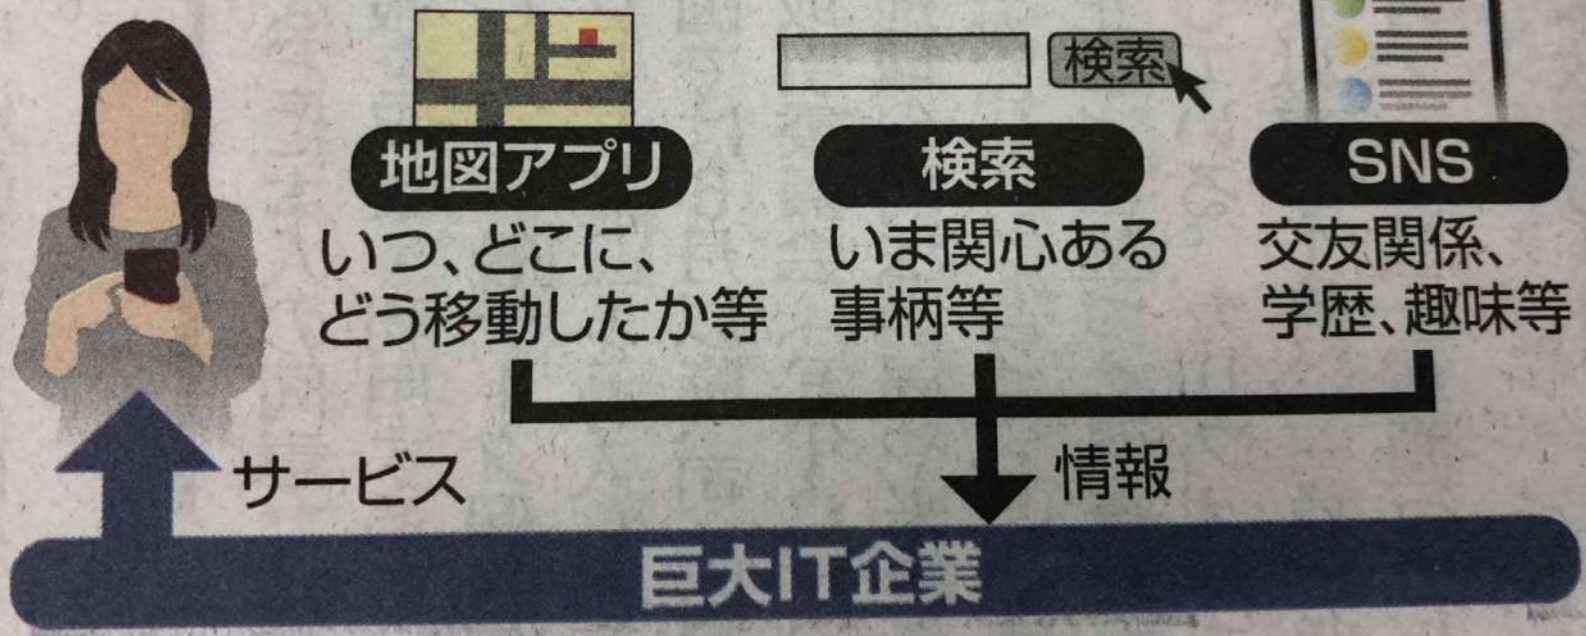 検索
地図アプリ
いつ、どこに、
どう移動したか等
検索
いま関心ある
事柄等
SNS
交友関係、
学歴、趣味等
サービス
情報
巨大IT企業